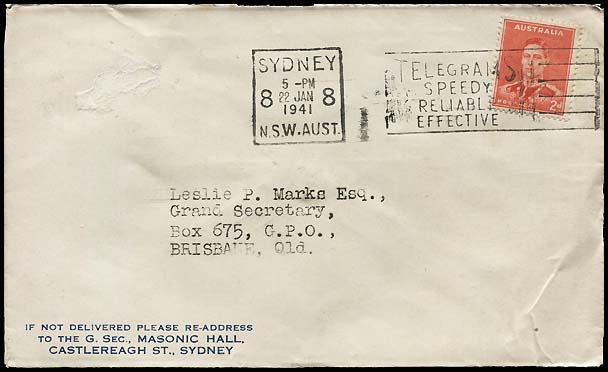 SYDNEY
5 -PM
8 22 JAN 8
1941
N.S.W.AUST.
TELEGRAMS
SPEEDY
RELIABLE
EFFECTIVE
AUSTRALIA
2D
Leslie P. Marks Esq.,
Grand Secretary,
Box 675, G.P.O.,
BRISBANE, Qld.
IF NOT DELIVERED PLEASE RE-ADDRESS
TO THE G. SEC., MASONIC HALL,
CASTLEREAGH ST., SYDNEY